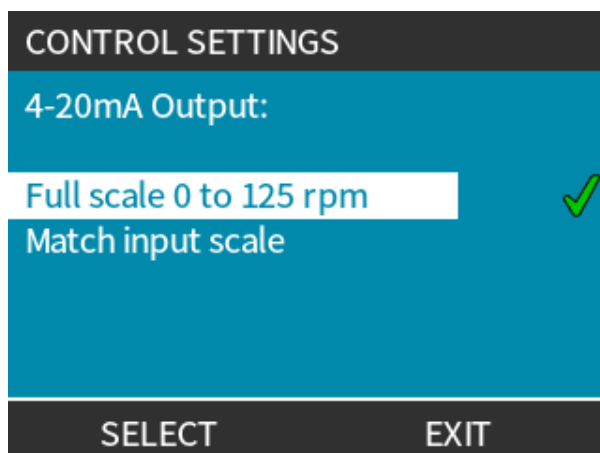 CONTROL SETTINGS
4-20mA Output:
Full scale 0 to 125 rpm
Match input scale
SELECT EXIT